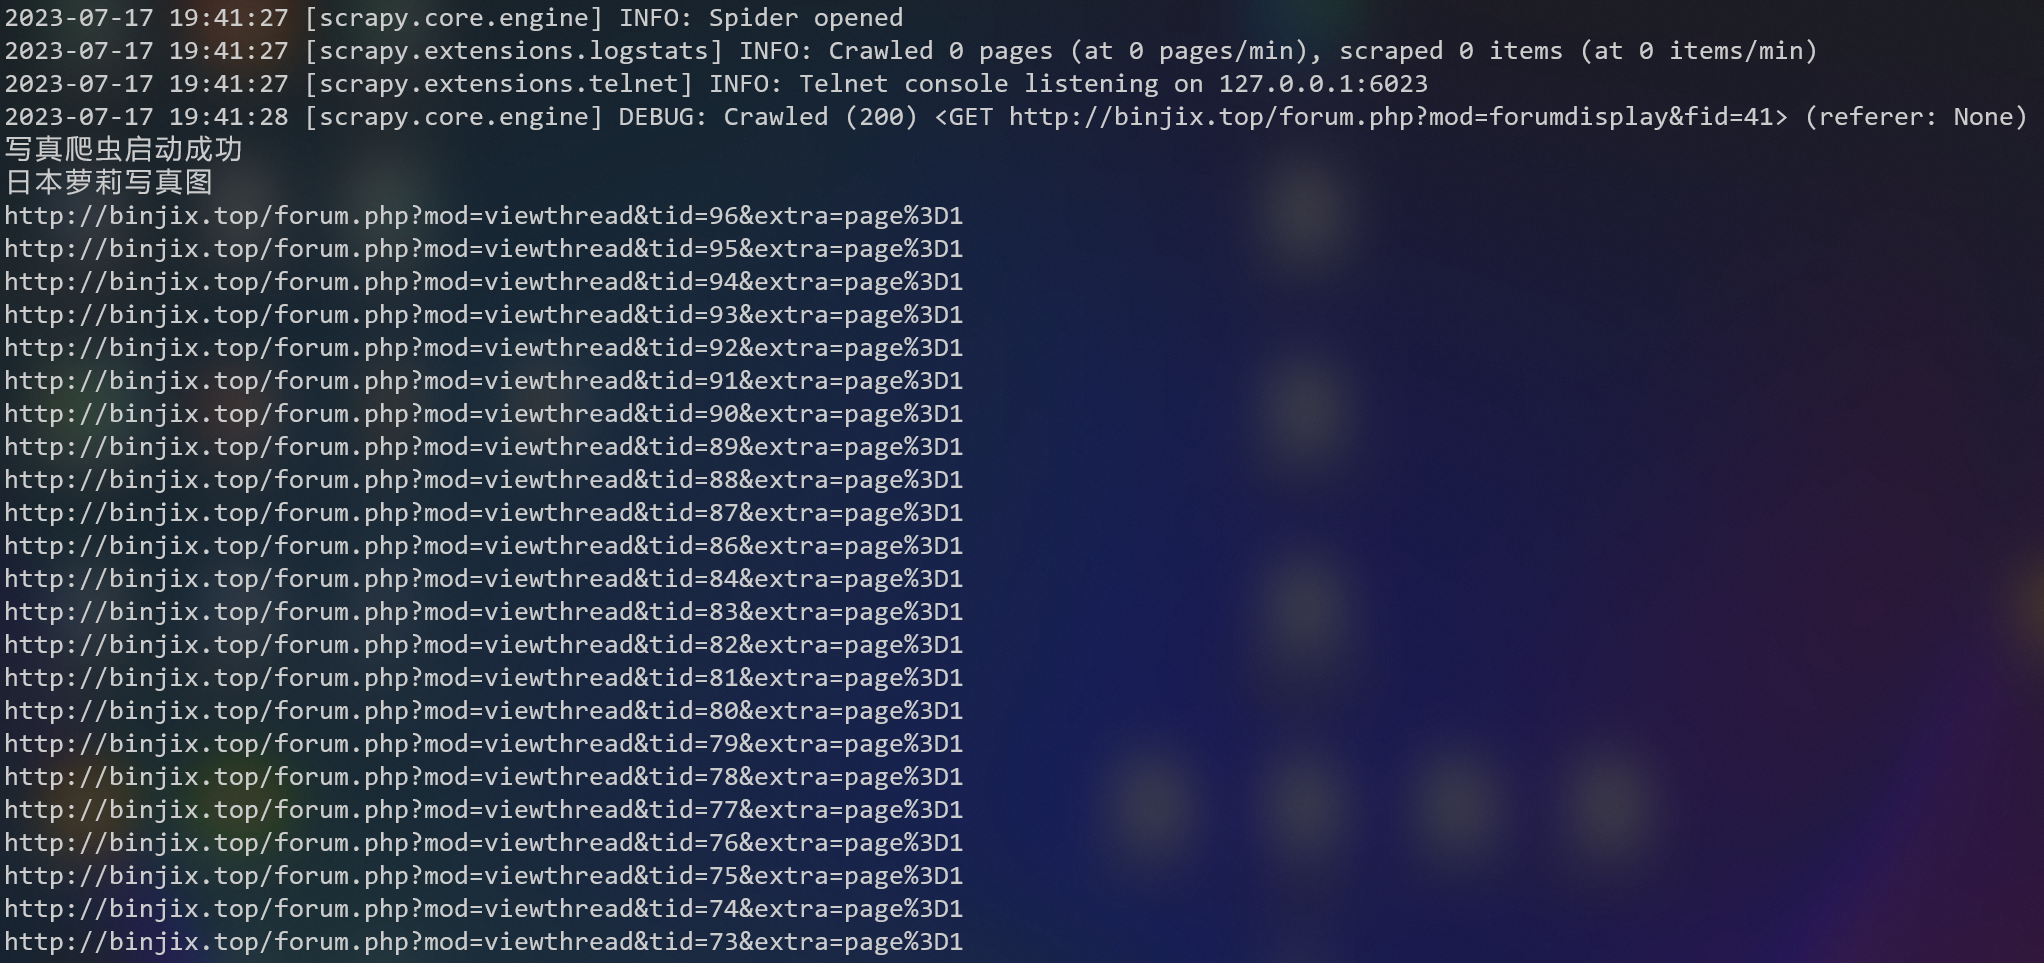 2023-07-17 19:41:27 [scrapy.core.engine] INFO: Spider opened
2023-07-17 19:41:27 [scrapy.extensions.logstats] INFO: Crawled 0 pages (at 0 pages/min), scraped 0 items (at 0 items/min)
2023-07-17 19:41:27 [scrapy.extensions.telnet] INFO: Telnet console listening on 127.0.0.1:6023
2023-07-17 19:41:28 [scrapy.core.engine] DEBUG: Crawled (200) <GET http://binjix.top/forum.php?mod=forumdisplay&fid=41> (referer: None)
写真爬虫启动成功
日本萝莉写真图
http://binjix.top/forum.php?mod=viewthread&tid=96&extra=page%3D1
http://binjix.top/forum.php?mod=viewthread&tid=95&extra=page%3D1
http://binjix.top/forum.php?mod=viewthread&tid=94&extra=page%3D1
http://binjix.top/forum.php?mod=viewthread&tid=93&extra=page%3D1
http://binjix.top/forum.php?mod=viewthread&tid=92&extra=page%3D1
http://binjix.top/forum.php?mod=viewthread&tid=91&extra=page%3D1
http://binjix.top/forum.php?mod=viewthread&tid=90&extra=page%3D1
http://binjix.top/forum.php?mod=viewthread&tid=89&extra=page%3D1
http://binjix.top/forum.php?mod=viewthread&tid=88&extra=page%3D1
http://binjix.top/forum.php?mod=viewthread&tid=87&extra=page%3D1
http://binjix.top/forum.php?mod=viewthread&tid=86&extra=page%3D1
http://binjix.top/forum.php?mod=viewthread&tid=84&extra=page%3D1
http://binjix.top/forum.php?mod=viewthread&tid=83&extra=page%3D1
http://binjix.top/forum.php?mod=viewthread&tid=82&extra=page%3D1
http://binjix.top/forum.php?mod=viewthread&tid=81&extra=page%3D1
http://binjix.top/forum.php?mod=viewthread&tid=80&extra=page%3D1
http://binjix.top/forum.php?mod=viewthread&tid=79&extra=page%3D1
http://binjix.top/forum.php?mod=viewthread&tid=78&extra=page%3D1
http://binjix.top/forum.php?mod=viewthread&tid=77&extra=page%3D1
http://binjix.top/forum.php?mod=viewthread&tid=76&extra=page%3D1
http://binjix.top/forum.php?mod=viewthread&tid=75&extra=page%3D1
http://binjix.top/forum.php?mod=viewthread&tid=74&extra=page%3D1
http://binjix.top/forum.php?mod=viewthread&tid=73&extra=page%3D1